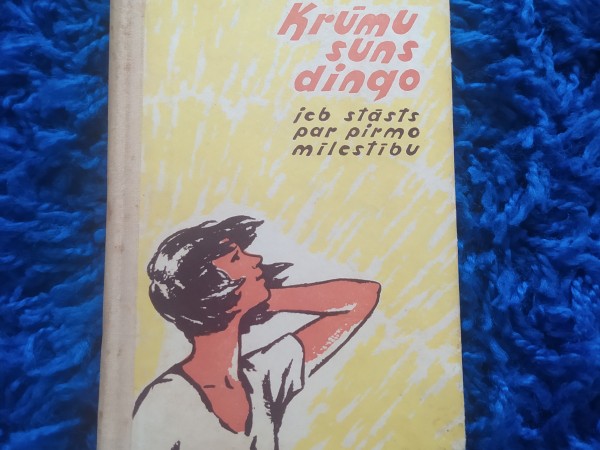 Krūmu
suns
dingo
jeb stāsts
par pirmo
mīlestību